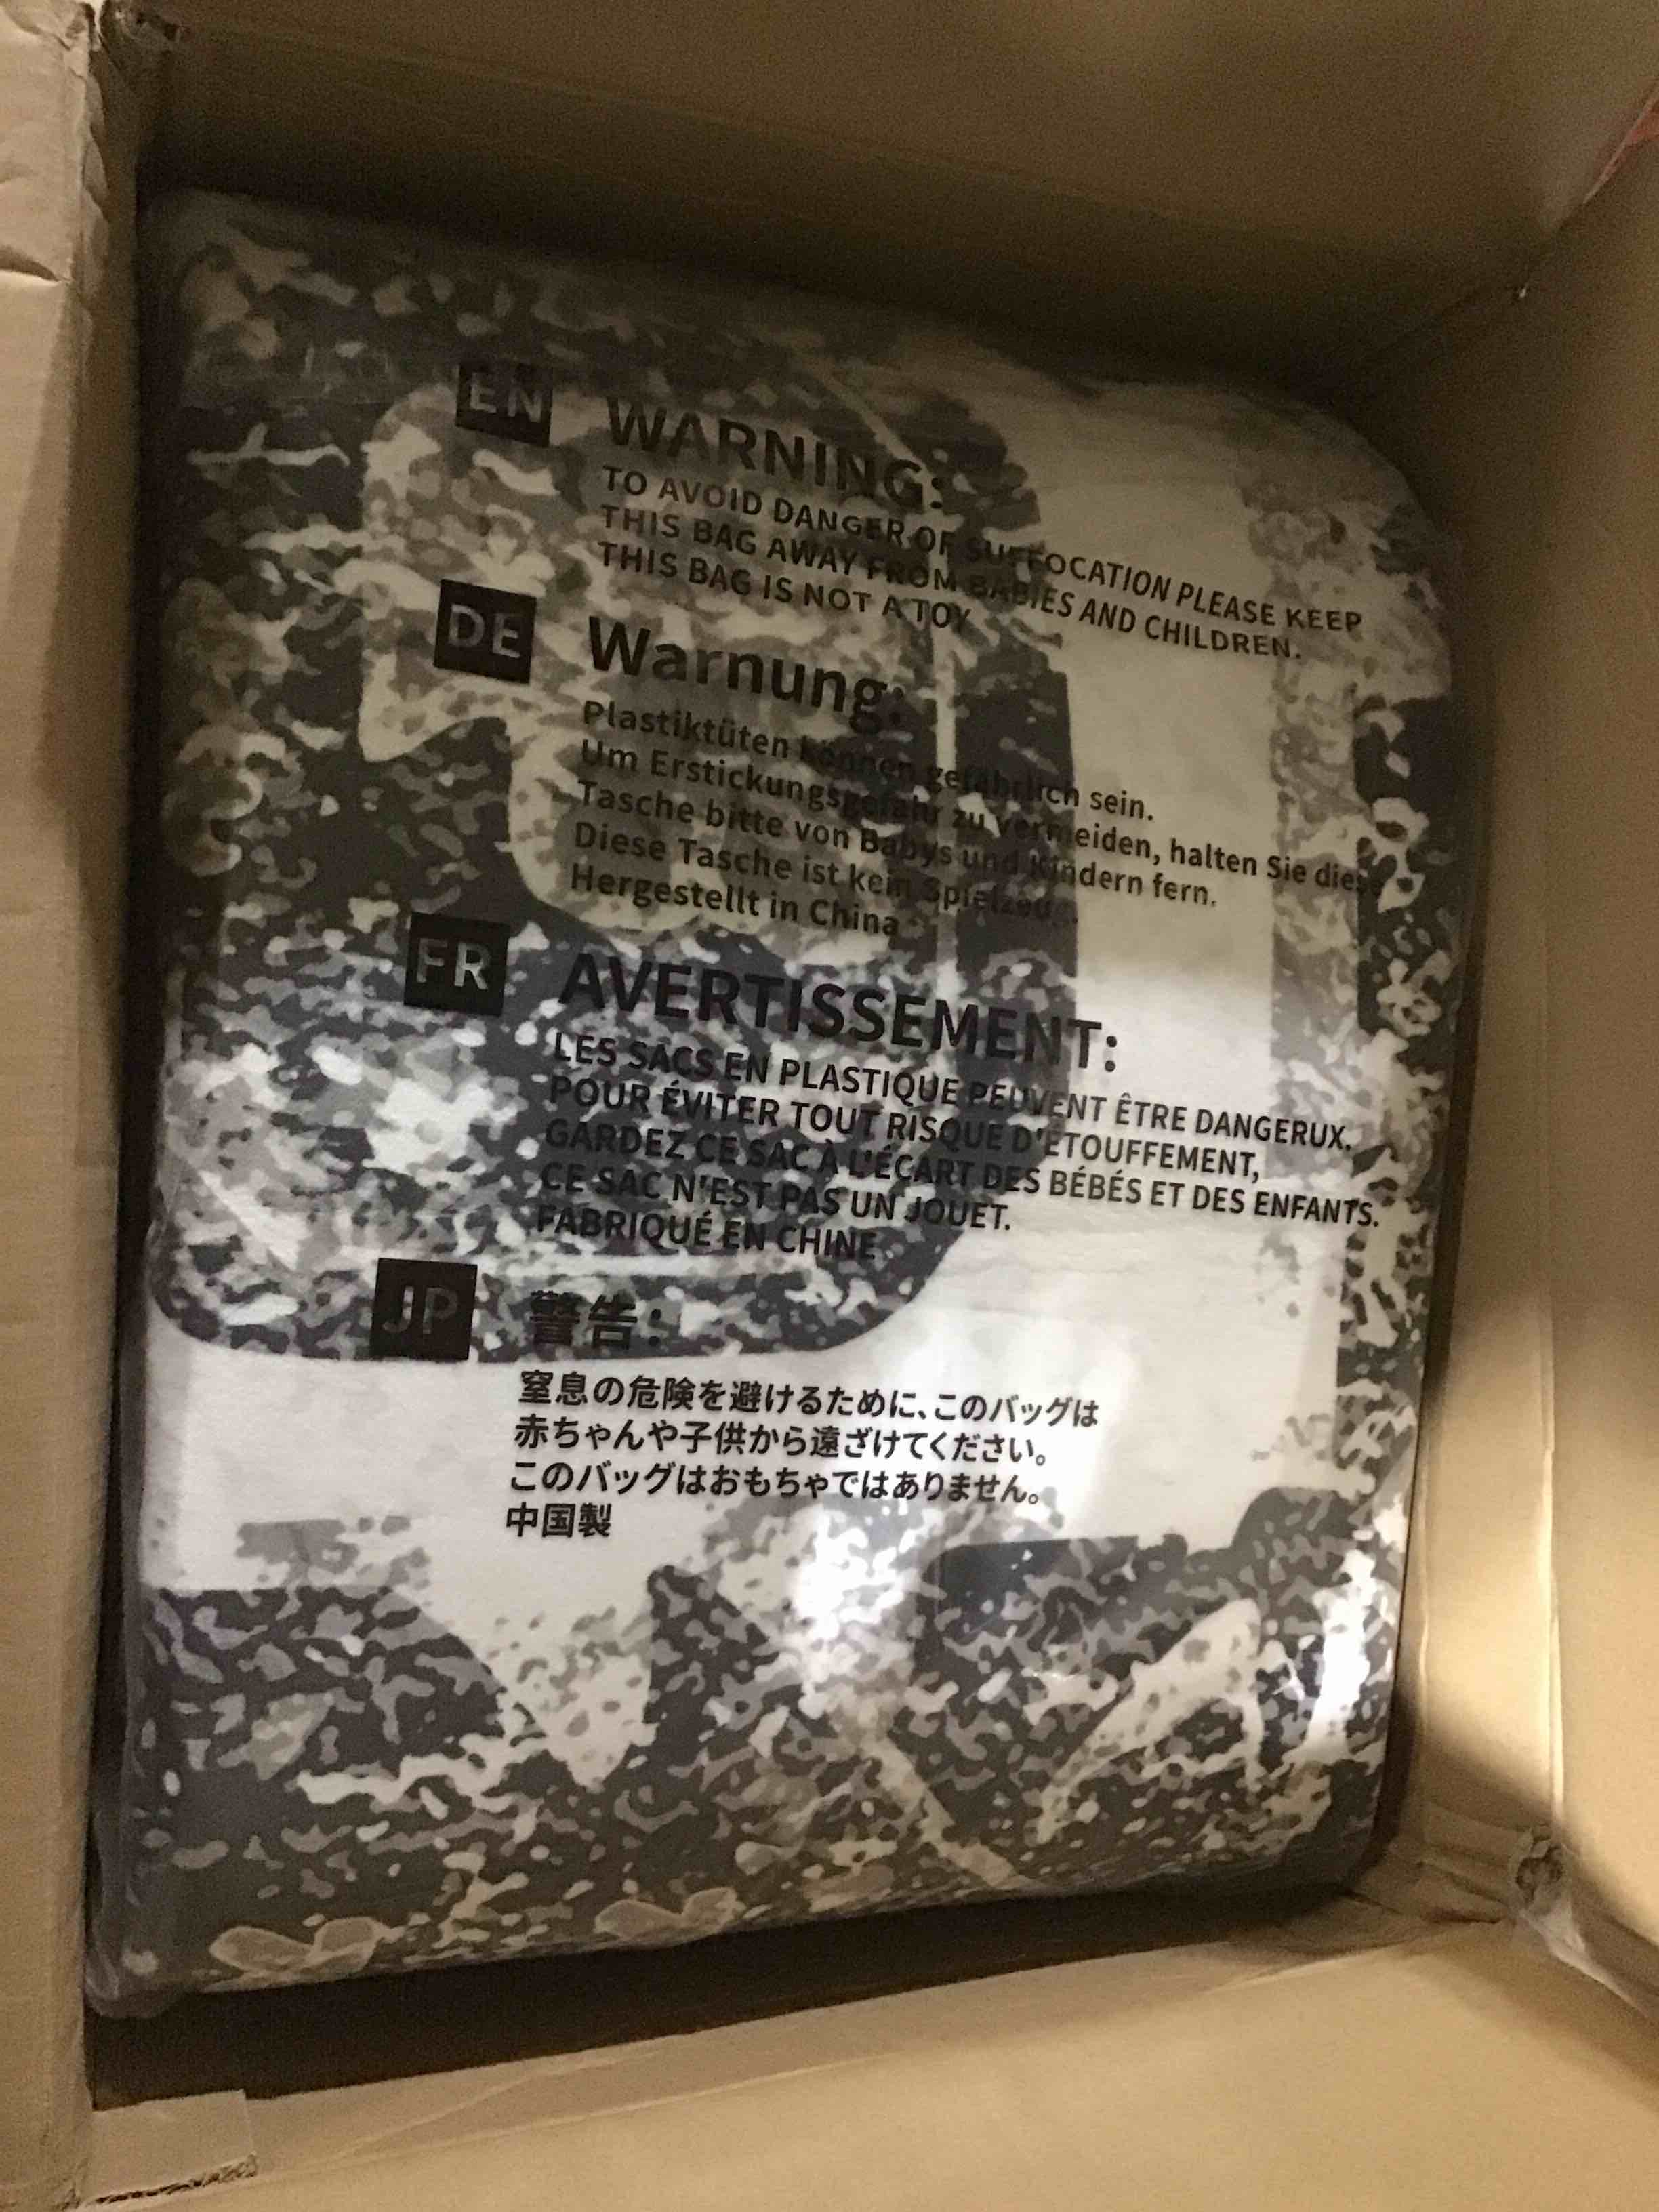 EN
WARNING:
TO AVOID DANGER OF SUFFOCATION PLEASE KEEP
THIS BAG AWAY FROM BABIES AND CHILDREN.
THIS BAG IS NOT A TOY
DE
Warnung:
Plastiktüten können gefährlich sein.
Um Erstickungsgefahr zu vermeiden, halten Sie diese
Tasche bitte von Babys und Kindern fern.
Diese Tasche ist kein Spielzeug.
Hergestellt in China
FR
AVERTISSEMENT:
LES SACS EN PLASTIQUE PEUVENT ÊTRE DANGERUX.
POUR ÉVITER TOUT RISQUE D'ÉTOUFFEMENT,
GARDEZ CE SAC À L'ÉCART DES BÉBÉS ET DES ENFANTS.
CE SAC N'EST PAS UN JOUET.
FABRIQUÉ EN CHINE
JP
警告:
窒息の危険を避けるために、このバッグは
赤ちゃんや子供から遠ざけてください。
このバッグはおもちゃではありません。
中国製